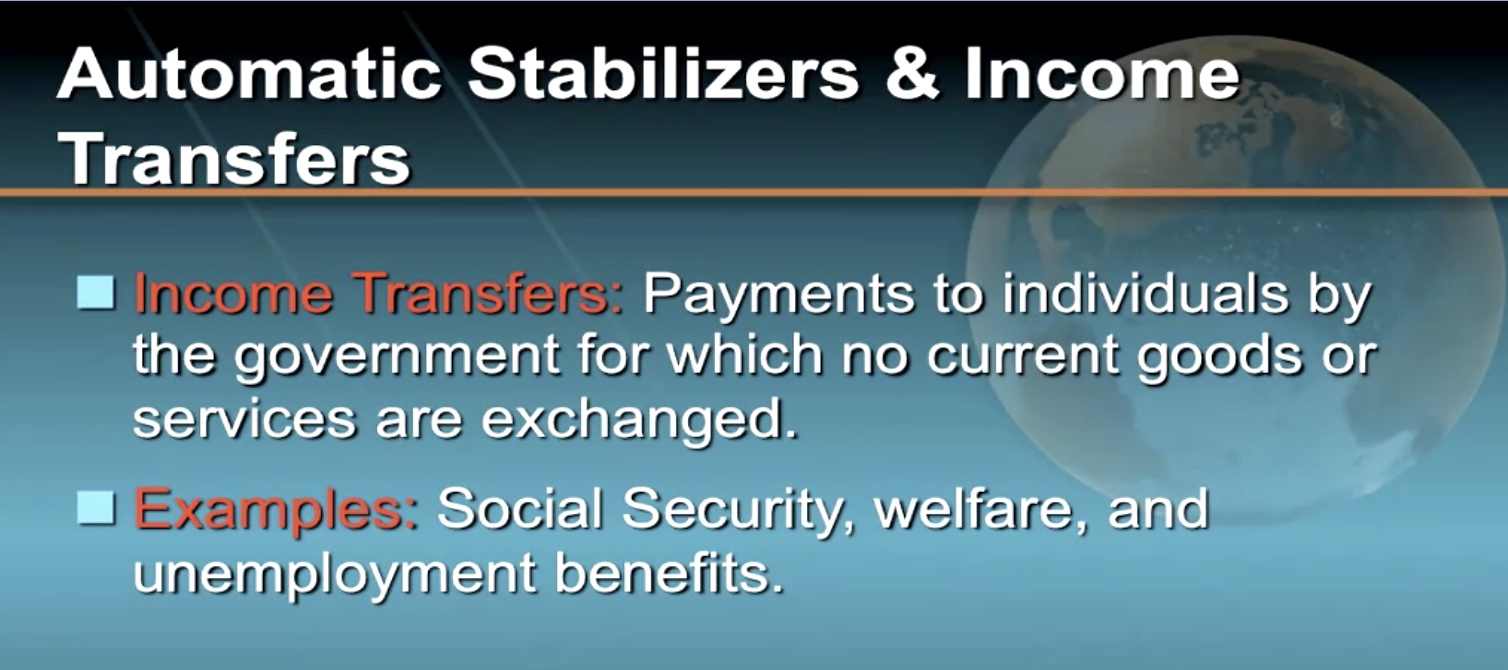 Automatic Stabilizers & Income
Transfers
Income Transfers: Payments to individuals by
the government for which no current goods or
services are exchanged.
Examples: Social Security, welfare, and
unemployment benefits.